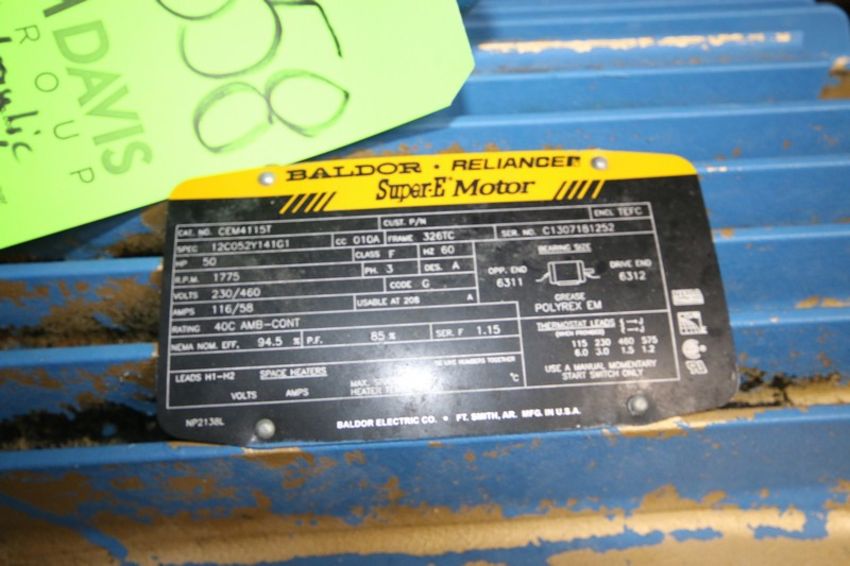 DAVIS
ROUP
58
BALDOR • RELIANCER
Super-E® Motor
CAT. NO. CEM4115T CUST. P/N ENCL TEFC
SPEC 12C052Y141G1 CC 010A FRAME 326TC SER. NO. C1307181252
HP 50 CLASS F HZ 60 BEARING SIZE
R.P.M. 1775 PH. 3 DES. A OPP. END DRIVE END
VOLTS 230/460 CODE G 6311 6312
AMPS 116/58 USABLE AT 208 A GREASE
RATING 40C AMB-CONT POLYREX EM
NEMA NOM. EFF. 94.5 % P.F. 85 % SER. F 1.15 THERMOSTAT LEADS
(WHEN PROVIDED)
115 230 460 575
6.0 3.0 1.5 1.2
LEADS H1-H2 SPACE HEATERS USE A MANUAL MOMENTARY
START SWITCH ONLY
VOLTS AMPS MAX. HEATER °C
NP2138L BALDOR ELECTRIC CO. • FT. SMITH, AR. MFG. IN U.S.A.